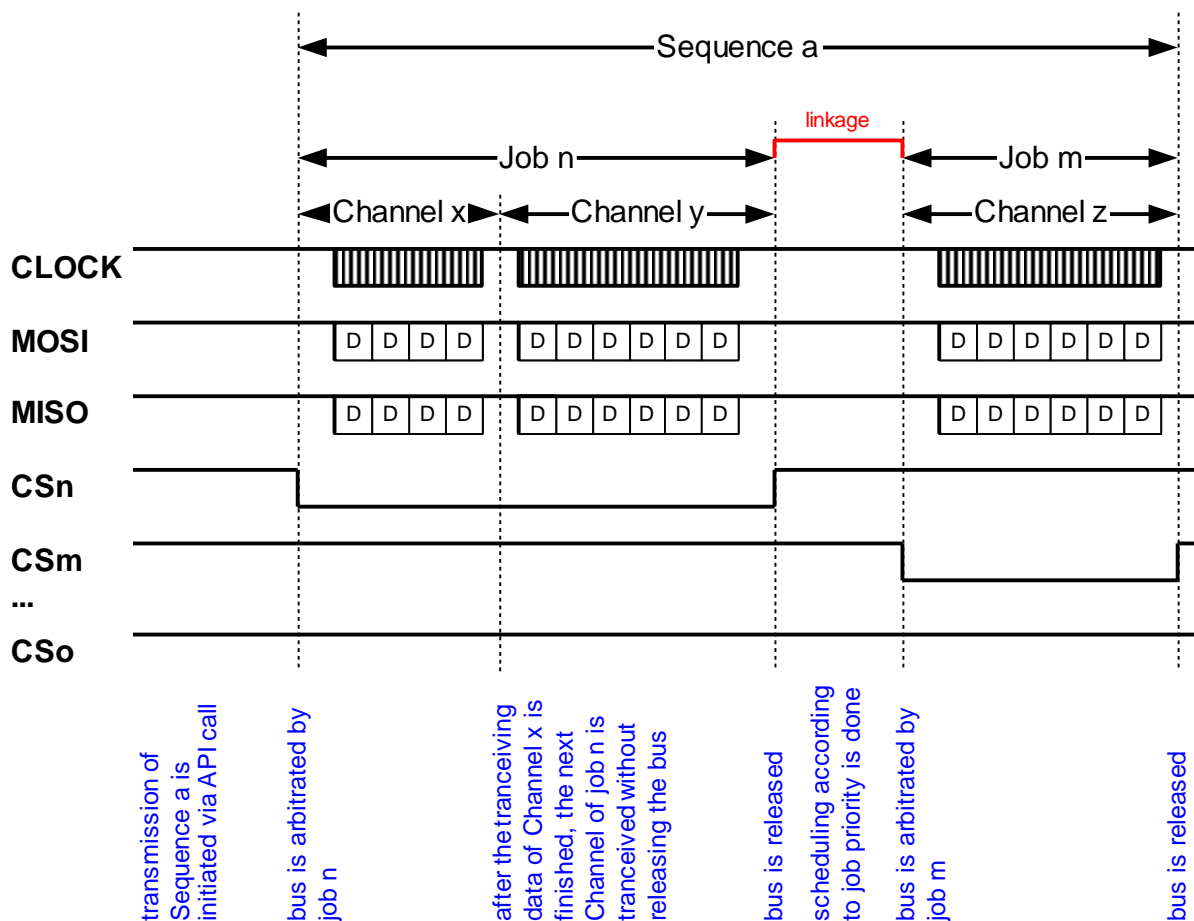 Sequence a
linkage
Job n
Job m
Channel x
Channel y
Channel z
CLOCK
MOSI
D D D D
D D D D D D
D D D D D D
MISO
D D D D
D D D D D D
D D D D D D
CSn
CSm
...
CSo
transmission of
Sequence a is
initiated via API call
bus is arbitrated by
job n
after the tranceiving
data of Channel x is
finished, the next
Channel of job n is
tranceived without
releasing the bus
bus is released
scheduling according
to job priority is done
bus is arbitrated by
job m
bus is released